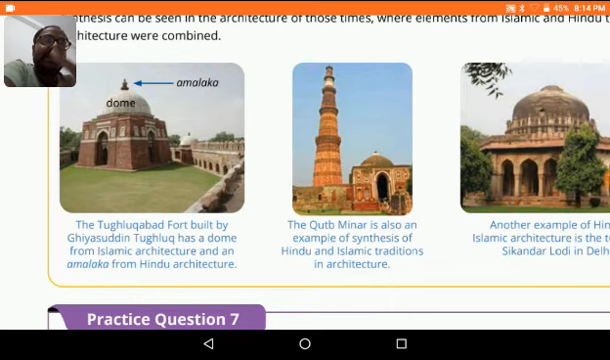 45% 8:14 PM
nthesis can be seen in the architecture of those times, where elements from Islamic and Hindu
hitecture were combined.
amalaka
dome
The Tughluqabad Fort built by
Ghiyasuddin Tughluq has a dome
from Islamic architecture and an
amalaka from Hindu architecture.
The Qutb Minar is also an
example of synthesis of
Hindu and Islamic traditions
in architecture.
Another example of Hin
Islamic architecture is the t
Sikandar Lodi in Delh
Practice Question 7